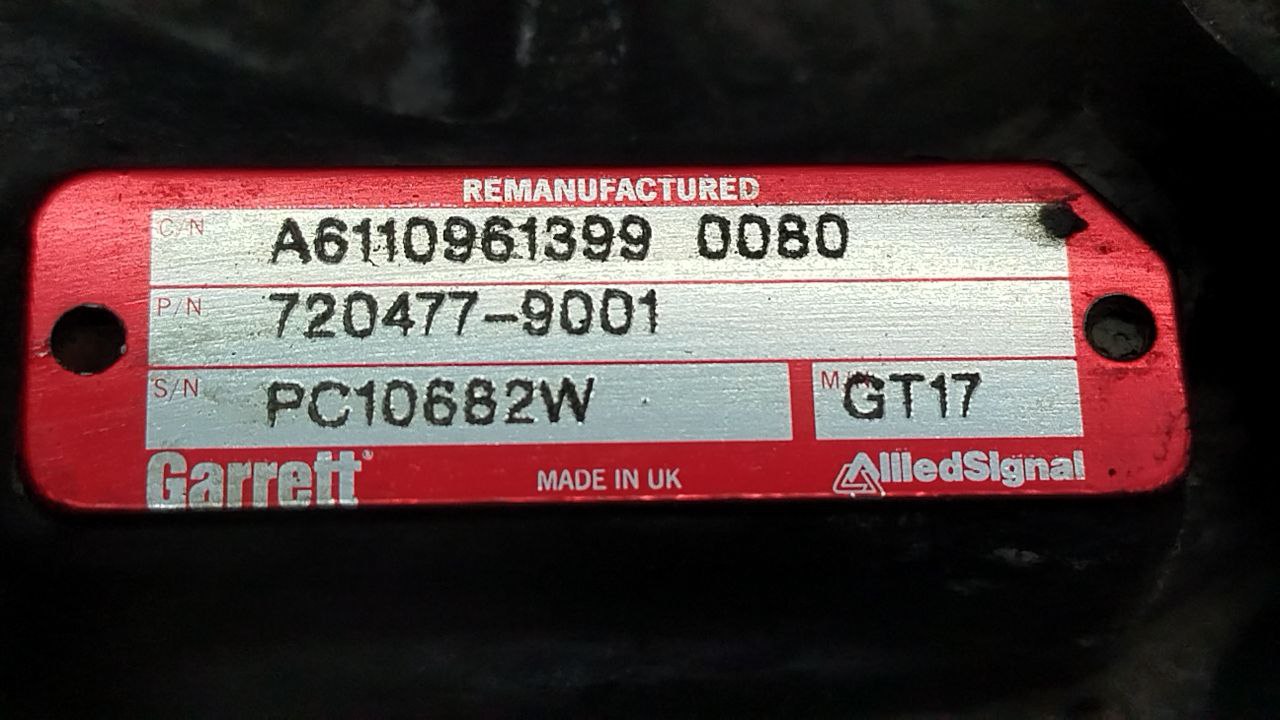 REMANUFACTURED
C/N A6110961399 0080
P/N 720477-9001
S/N PC10682W GT17
Garrett® MADE IN UK AlliedSignal